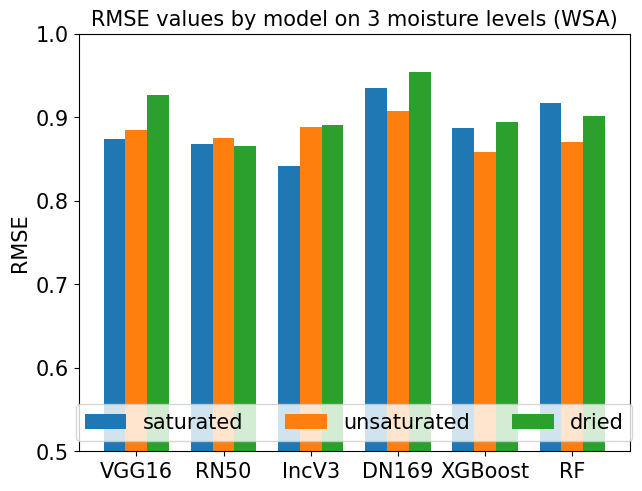 RMSE values by model on 3 moisture levels (WSA)
1.0
0.9
0.8
0.7
0.6
0.5
RMSE
saturated unsaturated dried
VGG16 RN50 IncV3 DN169 XGBoost RF